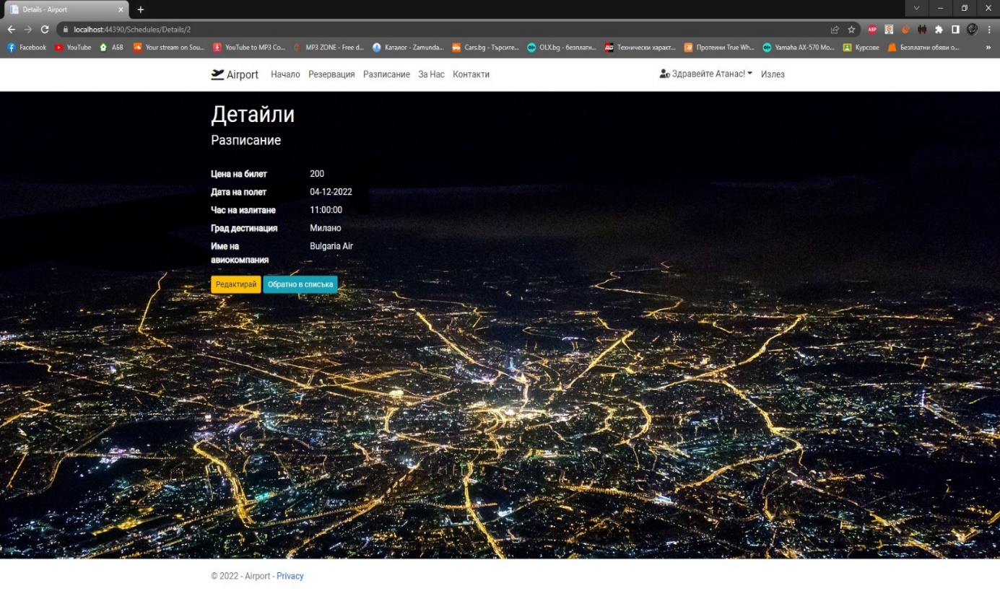 Details - Airport
localhost:44390/Schedules/Details/2
ABP
Facebook YouTube АБВ Your stream on Sou... YouTube to MP3 Co... MP3 ZONE - Free d... Каталог - Zamunda... Cars.bg - Търсите... OLX.bg - безплатн... Технически характ... Протеини True Wh... Yamaha AX-570 Mo... Курсове Безплатни обяви о... »
Airport Начало Резервация Разписание За Нас Контакти Здравейте Атанас! Излез
Детайли
Разписание
Цена на билет 200
Дата на полет 04-12-2022
Час на излитане 11:00:00
Град дестинация Милано
Име на Bulgaria Air
авиокомпания
Редактирай Обратно в списъка
© 2022 - Airport - Privacy